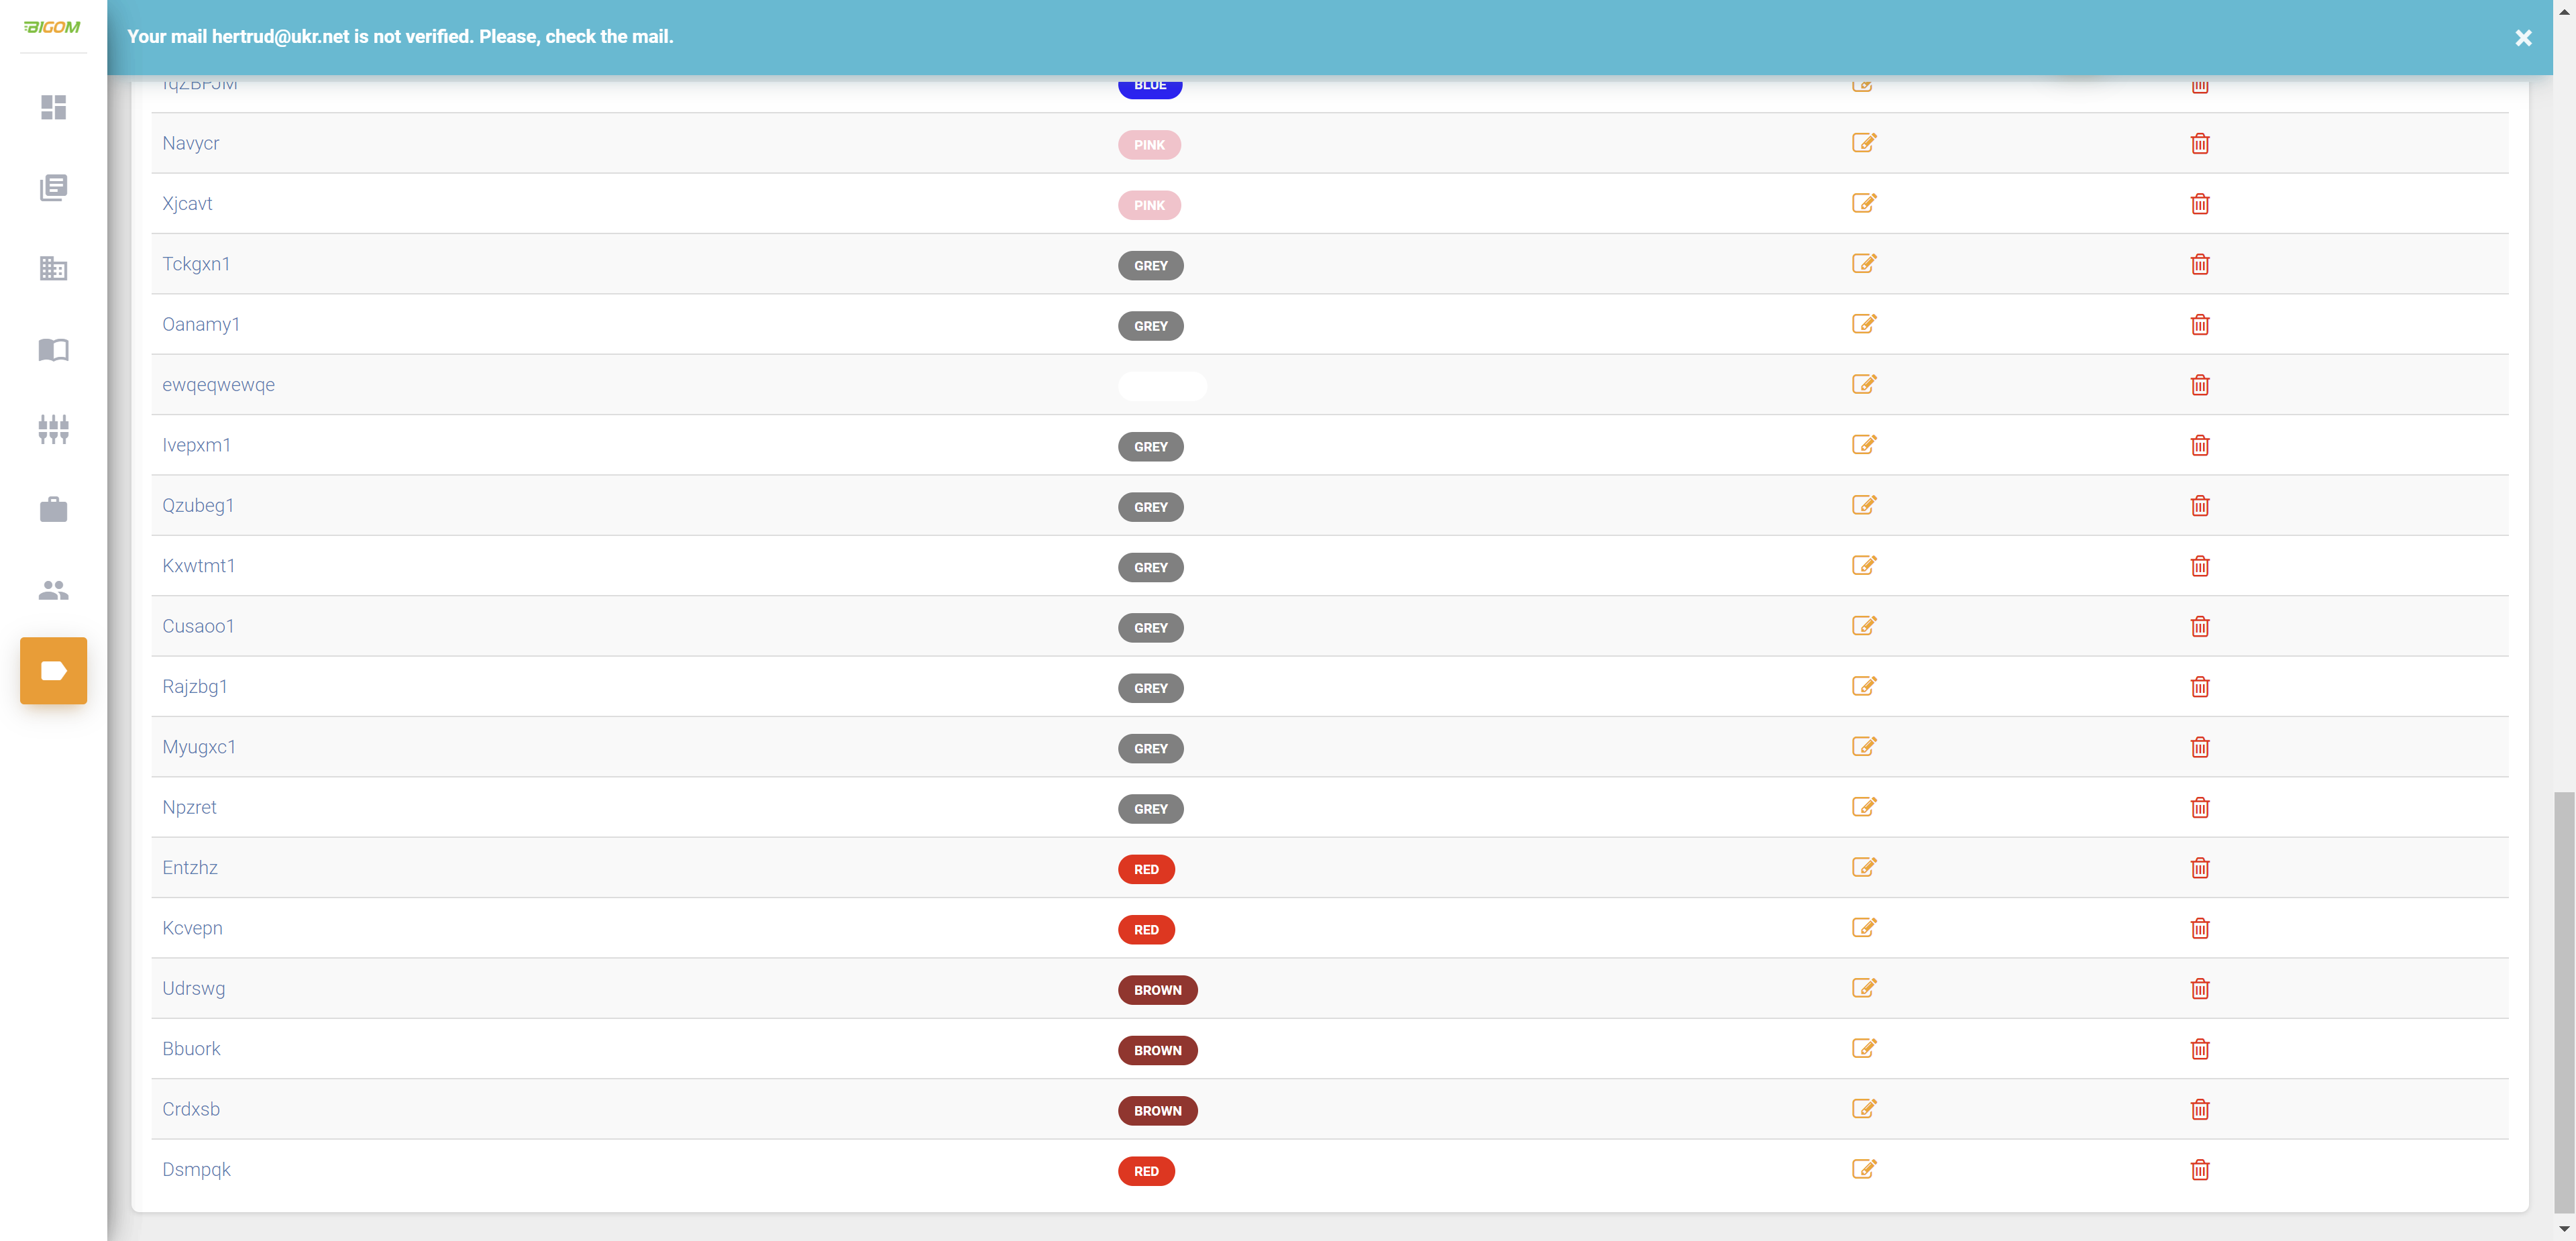 BIGOM
Your mail hertrud@ukr.net is not verified. Please, check the mail.
BLUE
Navycr PINK
Xjcavt PINK
Tckgxn1 GREY
Oanamy1 GREY
ewqeqwewqe
Ivepxm1 GREY
Qzubeg1 GREY
Kxwtmt1 GREY
Cusaoo1 GREY
Rajzbg1 GREY
Myugxc1 GREY
Npzret GREY
Entzhz RED
Kcvepn RED
Udrswg BROWN
Bbuork BROWN
Crdxsb BROWN
Dsmpqk RED